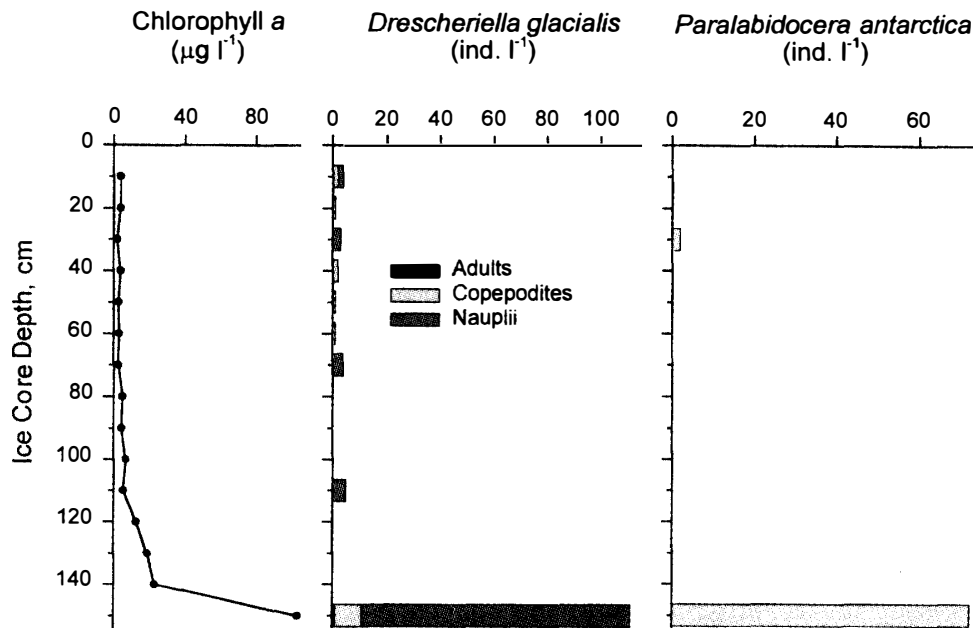 Chlorophyll a
(μg l⁻¹)
Drescheriella glacialis
(ind. l⁻¹)
Paralabidocera antarctica
(ind. l⁻¹)
0 40 80
0 20 40 60 80 100
0 20 40 60
Ice Core Depth, cm
0
20
40
60
80
100
120
140
Adults
Copepodites
Nauplii